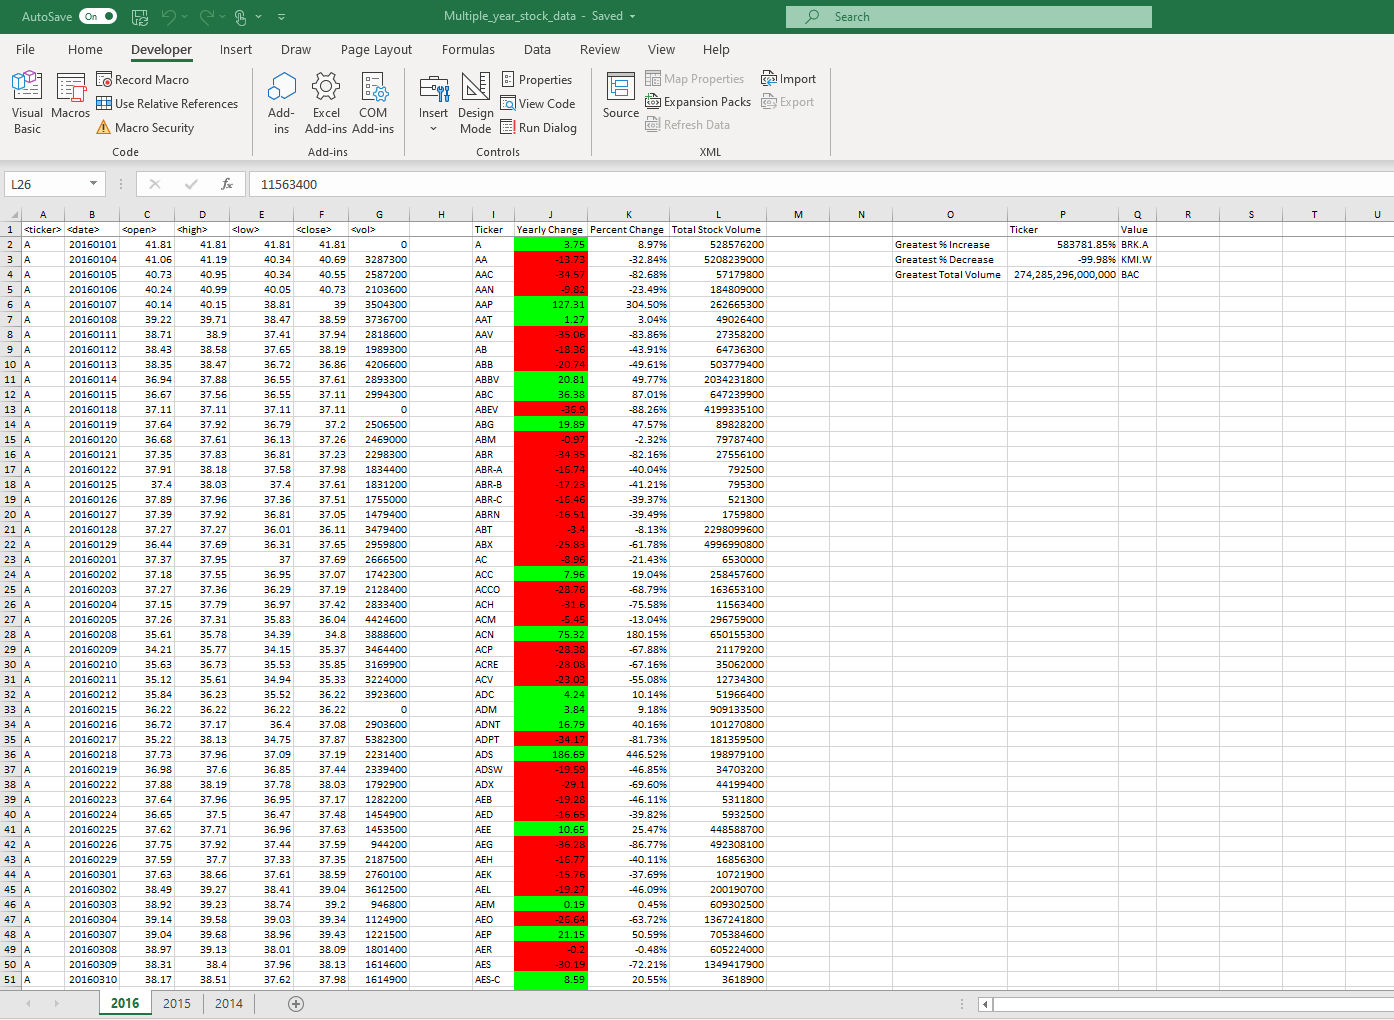 AutoSave On Multiple_year_stock_data - Saved Search
File Home Developer Insert Draw Page Layout Formulas Data Review View Help
Visual Basic
Macros
Record Macro
Use Relative References
Macro Security
Code
Add-ins
Excel Add-ins
COM Add-ins
Add-ins
Insert
Design Mode
Properties
View Code
Run Dialog
Controls
Source
Map Properties
Expansion Packs
Refresh Data
Import
Export
XML
L26 fx 11563400
A B C D E F G H I J K L M N O P Q R S T U
1 <ticker> <date> <open> <high> <low> <close> <vol> Ticker Yearly Change Percent Change Total Stock Volume Ticker Value
2 A 20160101 41.81 41.81 41.81 41.81 0 A 3.75 8.97% 528576200 Greatest % Increase 583781.85% BRK.A
3 A 20160104 41.06 41.19 40.34 40.69 3287300 AA -13.73 -32.84% 5208239000 Greatest % Decrease -99.98% KMI.W
4 A 20160105 40.73 40.95 40.34 40.55 2587200 AAC -34.57 -82.68% 57179800 Greatest Total Volume 274,285,296,000,000 BAC
5 A 20160106 40.24 40.99 40.05 40.73 2103600 AAN -9.82 -23.49% 184809000
6 A 20160107 40.14 40.15 38.81 39 3504300 AAP 127.31 304.50% 262665300
7 A 20160108 39.22 39.71 38.47 38.59 3736700 AAT 1.27 3.04% 49026400
8 A 20160111 38.71 38.9 37.41 37.94 2818600 AAV -35.06 -83.86% 27358200
9 A 20160112 38.43 38.58 37.65 38.19 1989300 AB -18.36 -43.91% 64736300
10 A 20160113 38.35 38.47 36.72 36.86 4206600 ABB -20.74 -49.61% 503779400
11 A 20160114 36.94 37.88 36.55 37.61 2893300 ABBV 20.81 49.77% 2034231800
12 A 20160115 36.67 37.56 36.55 37.11 2994300 ABC 36.38 87.01% 647239900
13 A 20160118 37.11 37.11 37.11 37.11 0 ABEV -36.9 -88.26% 4199335100
14 A 20160119 37.64 37.92 36.79 37.2 2506500 ABG 19.89 47.57% 89828200
15 A 20160120 36.68 37.61 36.13 37.26 2469000 ABM -0.97 -2.32% 79787400
16 A 20160121 37.35 37.83 36.81 37.23 2298300 ABR -34.35 -82.16% 27556100
17 A 20160122 37.91 38.18 37.58 37.98 1834400 ABR-A -16.74 -40.04% 792500
18 A 20160125 37.4 38.03 37.4 37.61 1831200 ABR-B -17.23 -41.21% 795300
19 A 20160126 37.89 37.96 37.36 37.51 1755000 ABR-C -16.46 -39.37% 521300
20 A 20160127 37.39 37.92 36.81 37.05 1479400 ABRN -16.51 -39.49% 1759800
21 A 20160128 37.27 37.27 36.01 36.11 3479400 ABT -3.4 -8.13% 2298099600
22 A 20160129 36.44 37.69 36.31 37.65 2959800 ABX -25.83 -61.78% 4996990800
23 A 20160201 37.37 37.95 37 37.69 2666500 AC -8.96 -21.43% 6530000
24 A 20160202 37.18 37.55 36.95 37.07 1742300 ACC 7.96 19.04% 258457600
25 A 20160203 37.27 37.36 36.29 37.19 2128400 ACCO -28.76 -68.79% 163653100
26 A 20160204 37.15 37.79 36.97 37.42 2833400 ACH -31.6 -75.58% 11563400
27 A 20160205 37.26 37.31 35.83 36.04 4424600 ACM -5.45 -13.04% 296759000
28 A 20160208 35.61 35.78 34.39 34.8 3888600 ACN 75.32 180.15% 650155300
29 A 20160209 34.21 35.77 34.15 35.37 3464400 ACP -28.38 -67.88% 21179200
30 A 20160210 35.63 36.73 35.53 35.85 3169900 ACRE -28.08 -67.16% 35062000
31 A 20160211 35.12 35.61 34.94 35.33 3224000 ACV -23.03 -55.08% 12734300
32 A 20160212 35.84 36.23 35.52 36.22 3923600 ADC 4.24 10.14% 51966400
33 A 20160215 36.22 36.22 36.22 36.22 0 ADM 3.84 9.18% 909133500
34 A 20160216 36.72 37.17 36.4 37.08 2903600 ADNT 16.79 40.16% 101270800
35 A 20160217 35.22 38.13 34.75 37.87 5382300 ADPT -34.17 -81.73% 181359500
36 A 20160218 37.73 37.96 37.09 37.19 2231400 ADS 186.69 446.52% 198979100
37 A 20160219 36.98 37.6 36.85 37.44 2339400 ADSW -19.59 -46.85% 34703200
38 A 20160222 37.88 38.19 37.78 38.03 1792900 ADX -29.1 -69.60% 44199400
39 A 20160223 37.64 37.96 36.95 37.17 1282200 AEB -19.28 -46.11% 5311800
40 A 20160224 36.65 37.5 36.47 37.48 1454900 AED -16.65 -39.82% 5932500
41 A 20160225 37.62 37.71 36.96 37.63 1453500 AEE 10.65 25.47% 448588700
42 A 20160226 37.75 37.92 37.44 37.59 944200 AEG -36.28 -86.77% 492308100
43 A 20160229 37.59 37.7 37.33 37.35 2187500 AEH -16.77 -40.11% 16856300
44 A 20160301 37.63 38.66 37.61 38.59 2760100 AEK -15.76 -37.69% 10721900
45 A 20160302 38.49 39.27 38.41 39.04 3612500 AEL -19.27 -46.09% 200190700
46 A 20160303 38.92 39.23 38.74 39.2 946800 AEM 0.19 0.45% 609302500
47 A 20160304 39.14 39.58 39.03 39.34 1124900 AEO -26.64 -63.72% 1367241800
48 A 20160307 39.04 39.68 38.96 39.43 1221500 AEP 21.15 50.59% 705384600
49 A 20160308 38.97 39.13 38.01 38.09 1801400 AER -0.2 -0.48% 605224000
50 A 20160309 38.31 38.4 37.96 38.13 1614600 AES -30.19 -72.21% 1349417900
51 A 20160310 38.17 38.51 37.62 37.98 1614900 AES-C 8.59 20.55% 3618900
2016 2015 2014